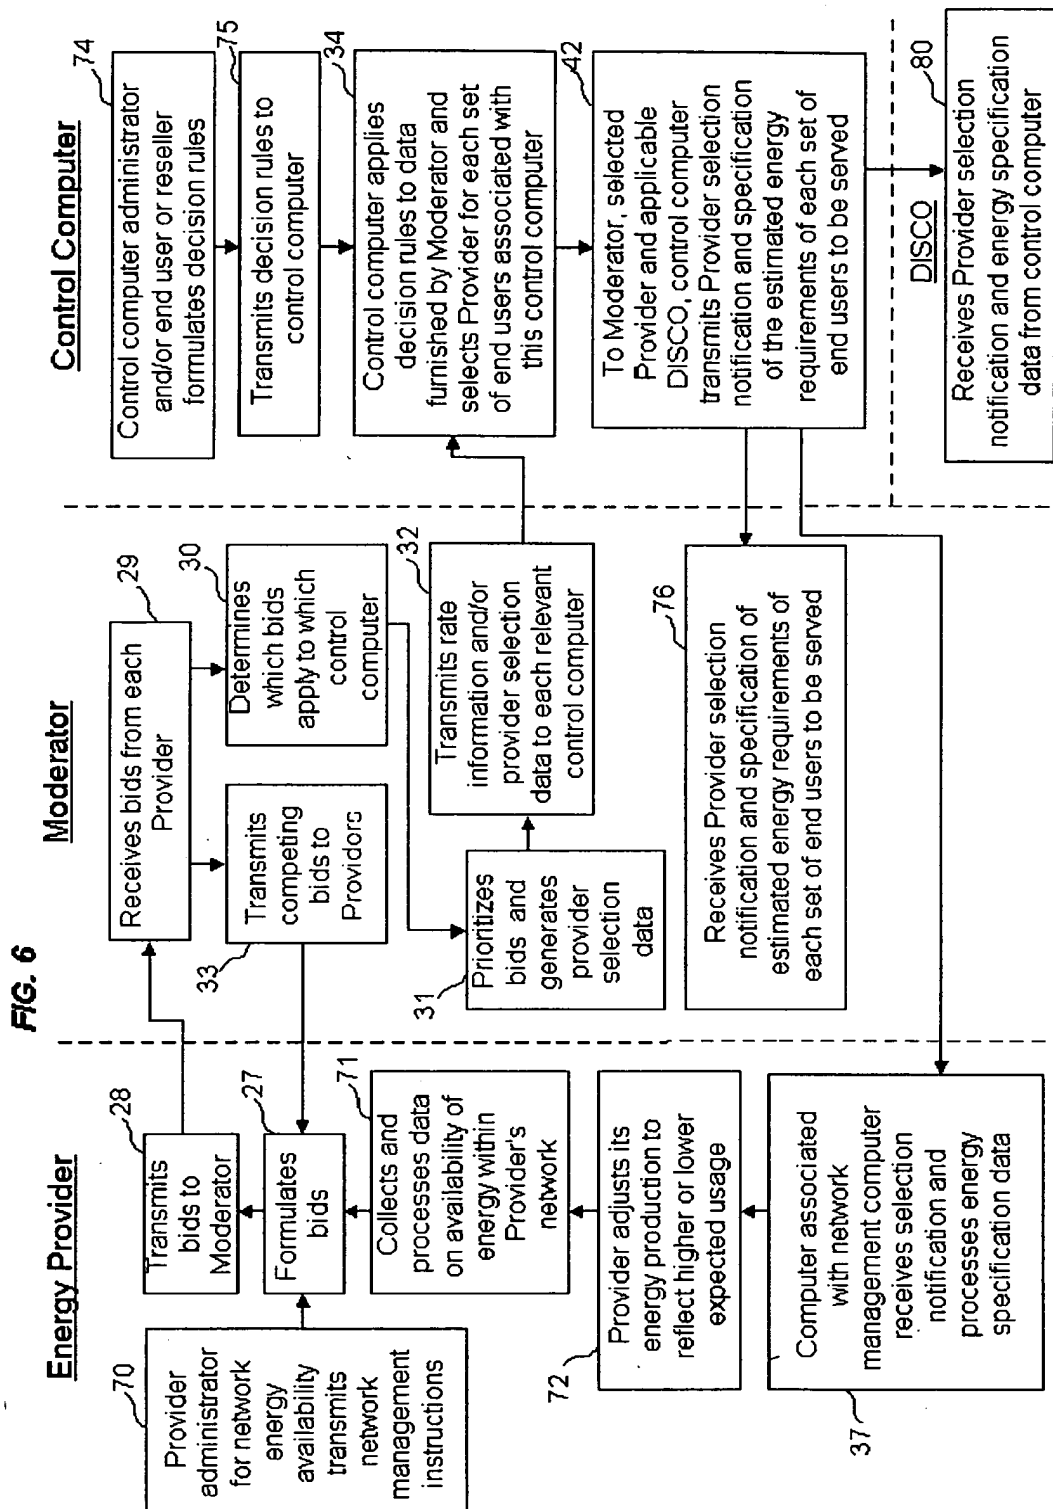 FIG. 6
Energy Provider
70
Provider
administrator
for network
energy
availability
transmits
network
management
instructions
28
Transmits
bids to
Moderator
27
Formulates
bids
71
Collects and
processes data
on availability of
energy within
Provider's
network
72
Provider adjusts its
energy production to
reflect higher or lower
expected usage
37
Computer associated
with network
management computer
receives selection
notification and
processes energy
specification data
Moderator
29
Receives bids from each
Provider
33
Transmits
competing
bids to
Providors
30
Determines
which bids
apply to which
control
computer
31
Prioritizes
bids and
generates
provider
selection
data
32
Transmits rate
information and/or
provider selection
data to each relevant
control computer
76
Receives Provider selection
notification and specification of
estimated energy requirements of
each set of end users to be served
Control Computer
74
Control computer administrator
and/or end user or reseller
formulates decision rules
75
Transmits decision rules to
control computer
34
Control computer applies
decision rules to data
furnished by Moderator and
selects Provider for each set
of end users associated with
this control computer
42
To Moderator, selected
Provider and applicable
DISCO, control computer
transmits Provider selection
notification and specification
of the estimated energy
requirements of each set of
end users to be served
DISCO
80
Receives Provider selection
notification and energy specification
data from control computer